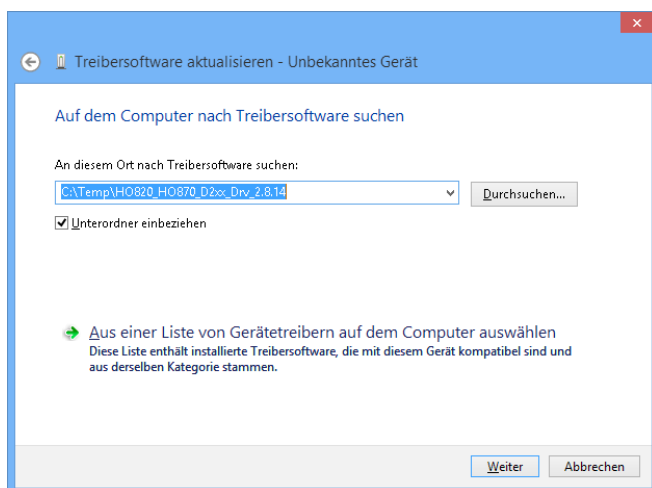 Treibersoftware aktualisieren - Unbekanntes Gerät
Auf dem Computer nach Treibersoftware suchen
An diesem Ort nach Treibersoftware suchen:
C:\Temp\HO820_HO870_D2xx_Drv_2.8.14
Durchsuchen...
Unterordner einbeziehen
Aus einer Liste von Gerätetreibern auf dem Computer auswählen
Diese Liste enthält installierte Treibersoftware, die mit diesem Gerät kompatibel sind und
aus derselben Kategorie stammen.
Weiter
Abbrechen